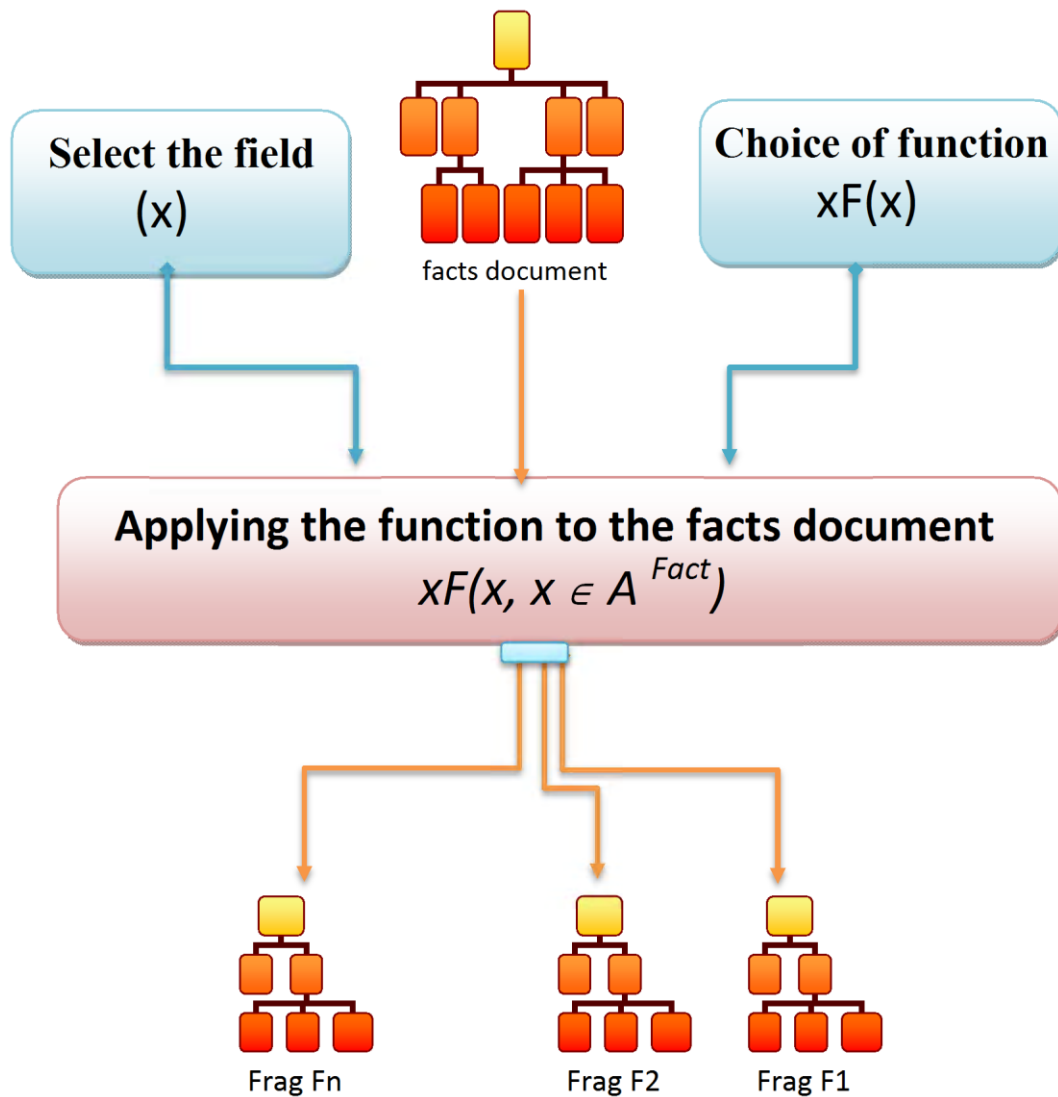 Select the field
(x)
facts document
Choice of function
xF(x)
Applying the function to the facts document
xF(x, x ∈ A ^Fact)
Frag Fn
Frag F2
Frag F1